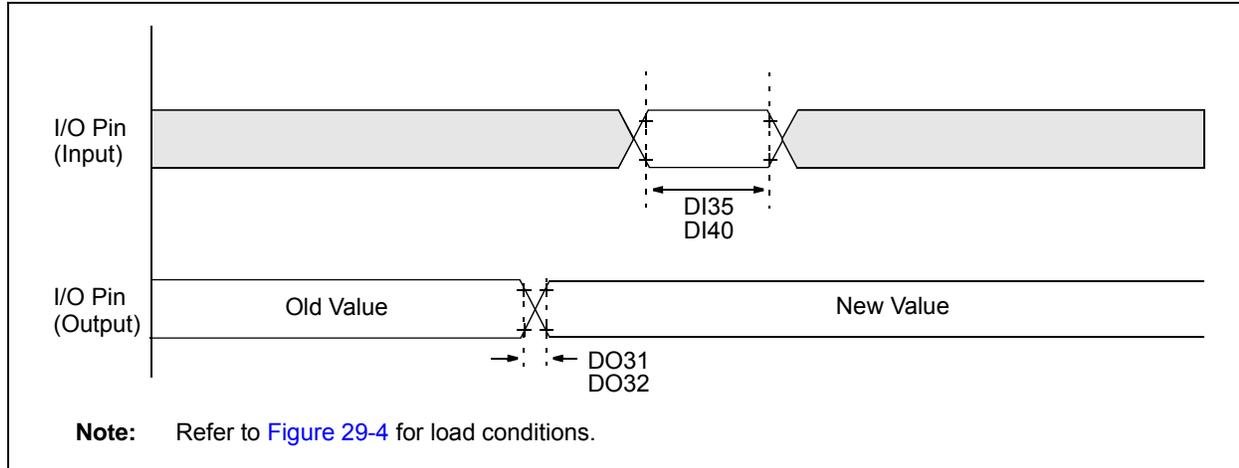 I/O Pin
(Input)
DI35
DI40
I/O Pin
(Output)
Old Value
New Value
DO31
DO32
Note: Refer to Figure 29-4 for load conditions.